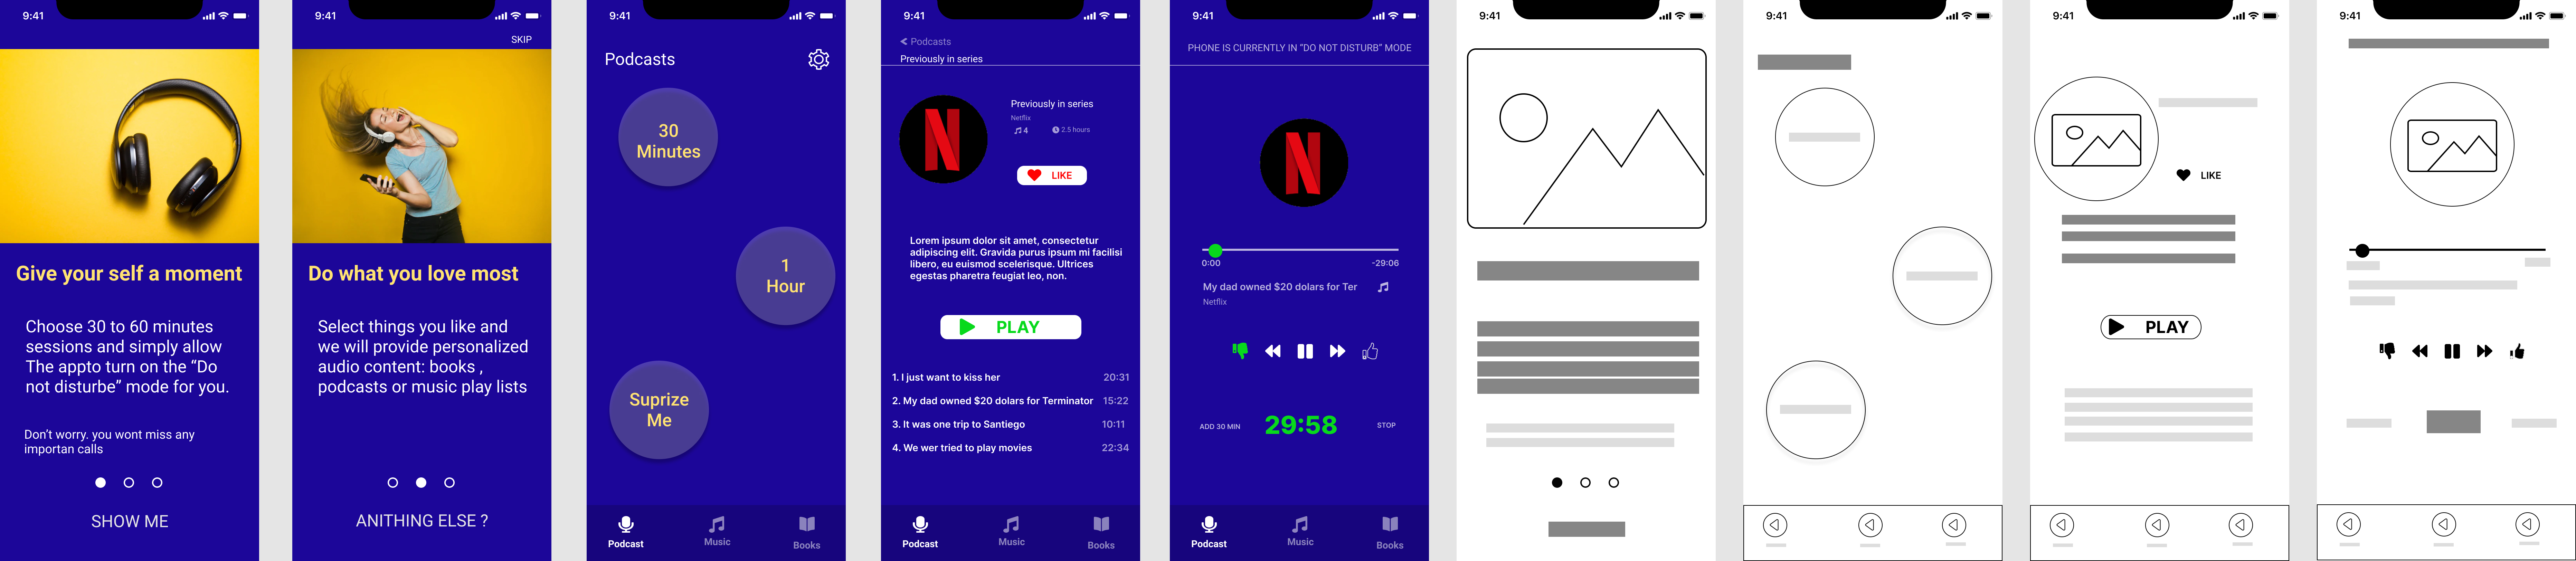 9:41
Give your self a moment
Choose 30 to 60 minutes
sessions and simply allow
The appto turn on the “Do
not disturbe” mode for you.
Don’t worry. you wont miss any
importan calls
SHOW ME
9:41
SKIP
Do what you love most
Select things you like and
we will provide personalized
audio content: books ,
podcasts or music play lists
ANITHING ELSE ?
9:41
Podcasts
30
Minutes
1
Hour
Suprize
Me
Podcast
Music
Books
9:41
Podcasts
Previously in series
Previously in series
Netflix
4
2.5 hours
LIKE
Lorem ipsum dolor sit amet, consectetur
adipiscing elit. Gravida purus ipsum mi facilisi
libero, eu euismod scelerisque. Ultrices
egestas pharetra feugiat leo, non.
PLAY
1. I just want to kiss her 20:31
2. My dad owned $20 dolars for Terminator 15:22
3. It was one trip to Santiego 10:11
4. We wer tried to play movies 22:34
Podcast
Music
Books
9:41
PHONE IS CURRENTLY IN “DO NOT DISTURB” MODE
0:00 -29:06
My dad owned $20 dolars for Ter
Netflix
ADD 30 MIN 29:58 STOP
Podcast
Music
Books
9:41
9:41
9:41
LIKE
PLAY
9:41